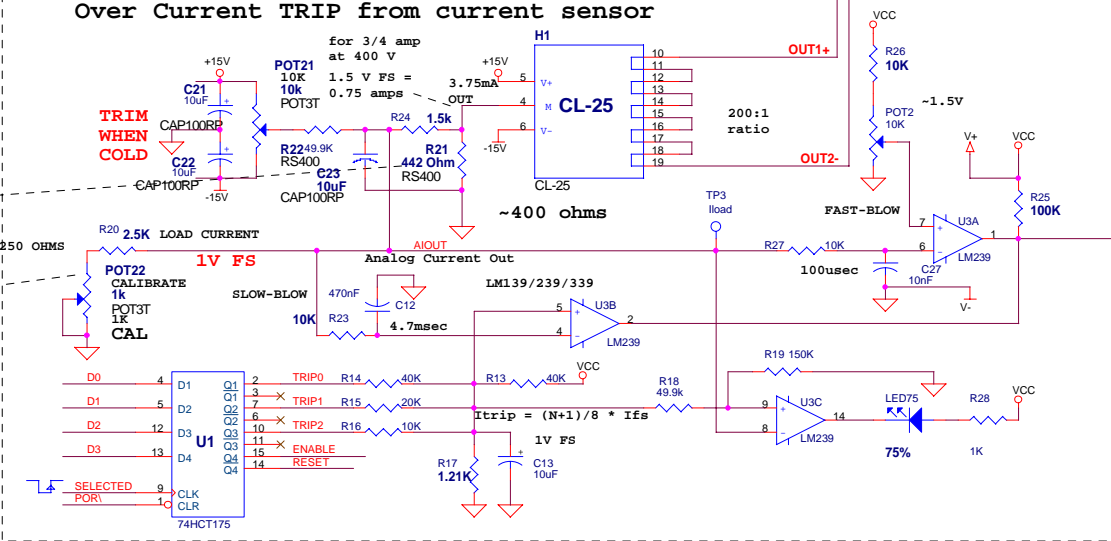 Over Current TRIP from current sensor
for 3/4 amp
at 400 V
1.5 V FS =
0.75 amps
3.75mA
OUT
H1
CL-25
CL-25
V+
M
V-
5
4
6
+15V
-15V
10
11
12
13
14
15
16
17
18
19
OUT1+
OUT2-
200:1
ratio
~400 ohms
+15V
POT21
10K
10k
POT3T
C21
10uF
+
CAP100RP
TRIM
WHEN
COLD
C22
10uF
+
CAP100RP
-15V
R22 49.9K
RS400
C23
10uF
CAP100RP
+
R24
1.5k
R21
442 Ohm
RS400
VCC
R26
10K
POT2
10K
~1.5V
V+
VCC
R25
100K
FAST-BLOW
7
6
+
-
U3A
1
LM239
TP3
Iload
R27
10K
100usec
C27
10nF
V-
250 OHMS
R20
2.5K
LOAD CURRENT
1V FS
AIOUT
Analog Current Out
POT22
CALIBRATE
1k
POT3T
1K
CAL
SLOW-BLOW
470nF
C12
10K
R23
4.7msec
LM139/239/339
5
4
+
-
U3B
2
LM239
D0
D1
D2
D3
4
5
12
13
D1
D2
D3
D4
U1
Q1
Q1
Q2
Q2
Q3
Q3
Q4
Q4
2
3
7
6
10
11
15
14
TRIP0
TRIP1
TRIP2
ENABLE
RESET
SELECTED
POR\
9
1
CLK
CLR
74HCT175
R14
40K
R15
20K
R16
10K
R13
40K
VCC
Itrip = (N+1)/8 * Ifs
1V FS
R17
1.21K
C13
10uF
+
R18
49.9k
R19 150K
9
8
+
-
U3C
14
LM239
LED75
75%
R28
1K
VCC